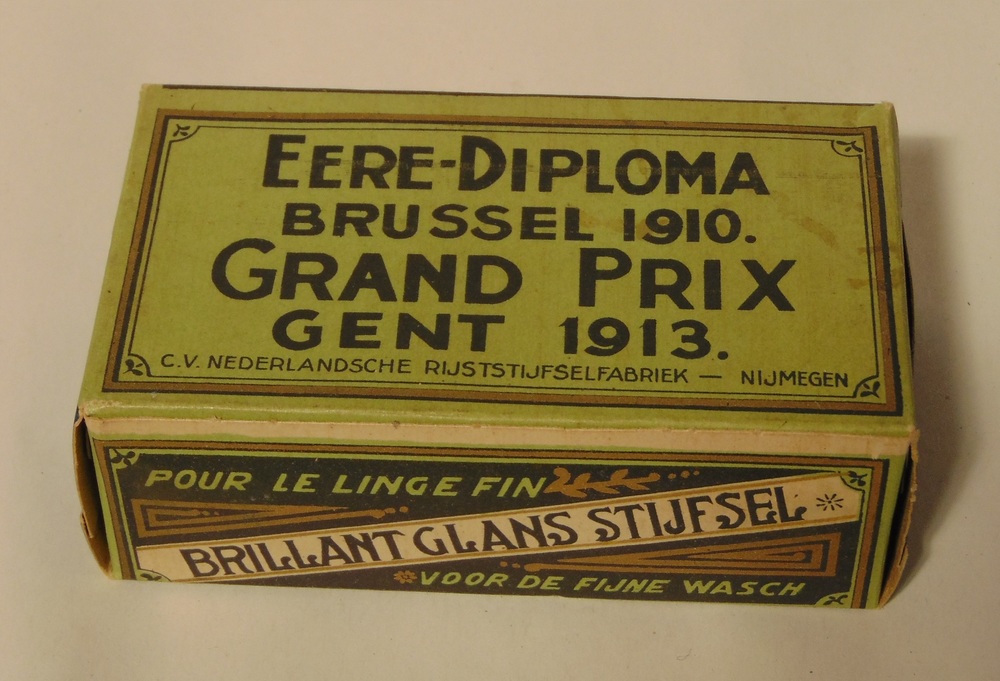 EERE-DIPLOMA
BRUSSEL 1910.
GRAND PRIX
GENT 1913.
C.V. NEDERLANDSCHE RIJSTSTIJFSELFABRIEK — NIJMEGEN
POUR LE LINGE FIN
BRILLANT GLANS STIJFSEL
VOOR DE FIJNE WASCH